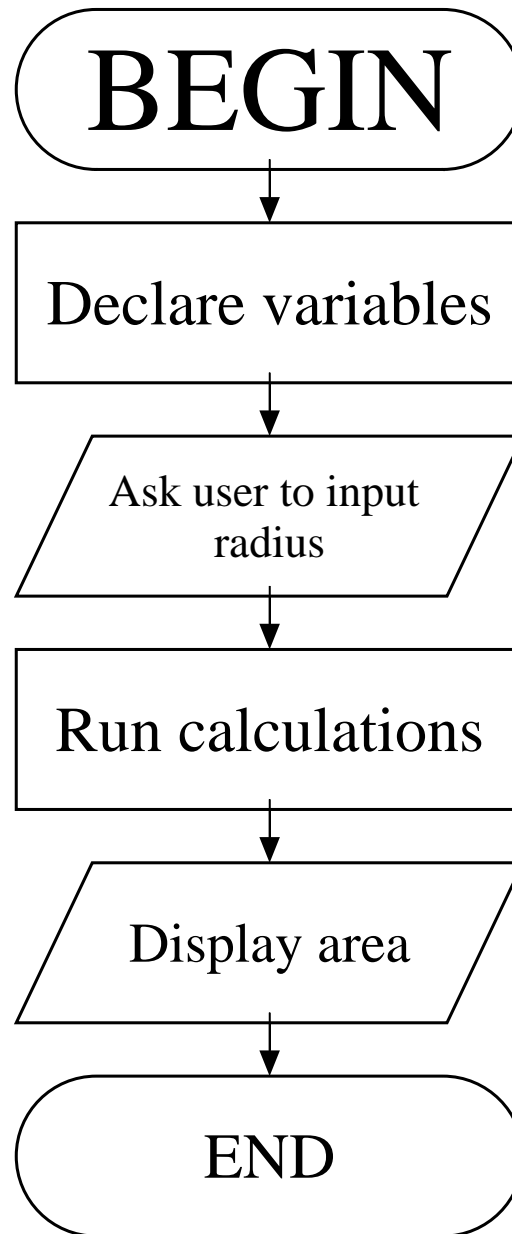 BEGIN
Declare variables
Ask user to input
radius
Run calculations
Display area
END